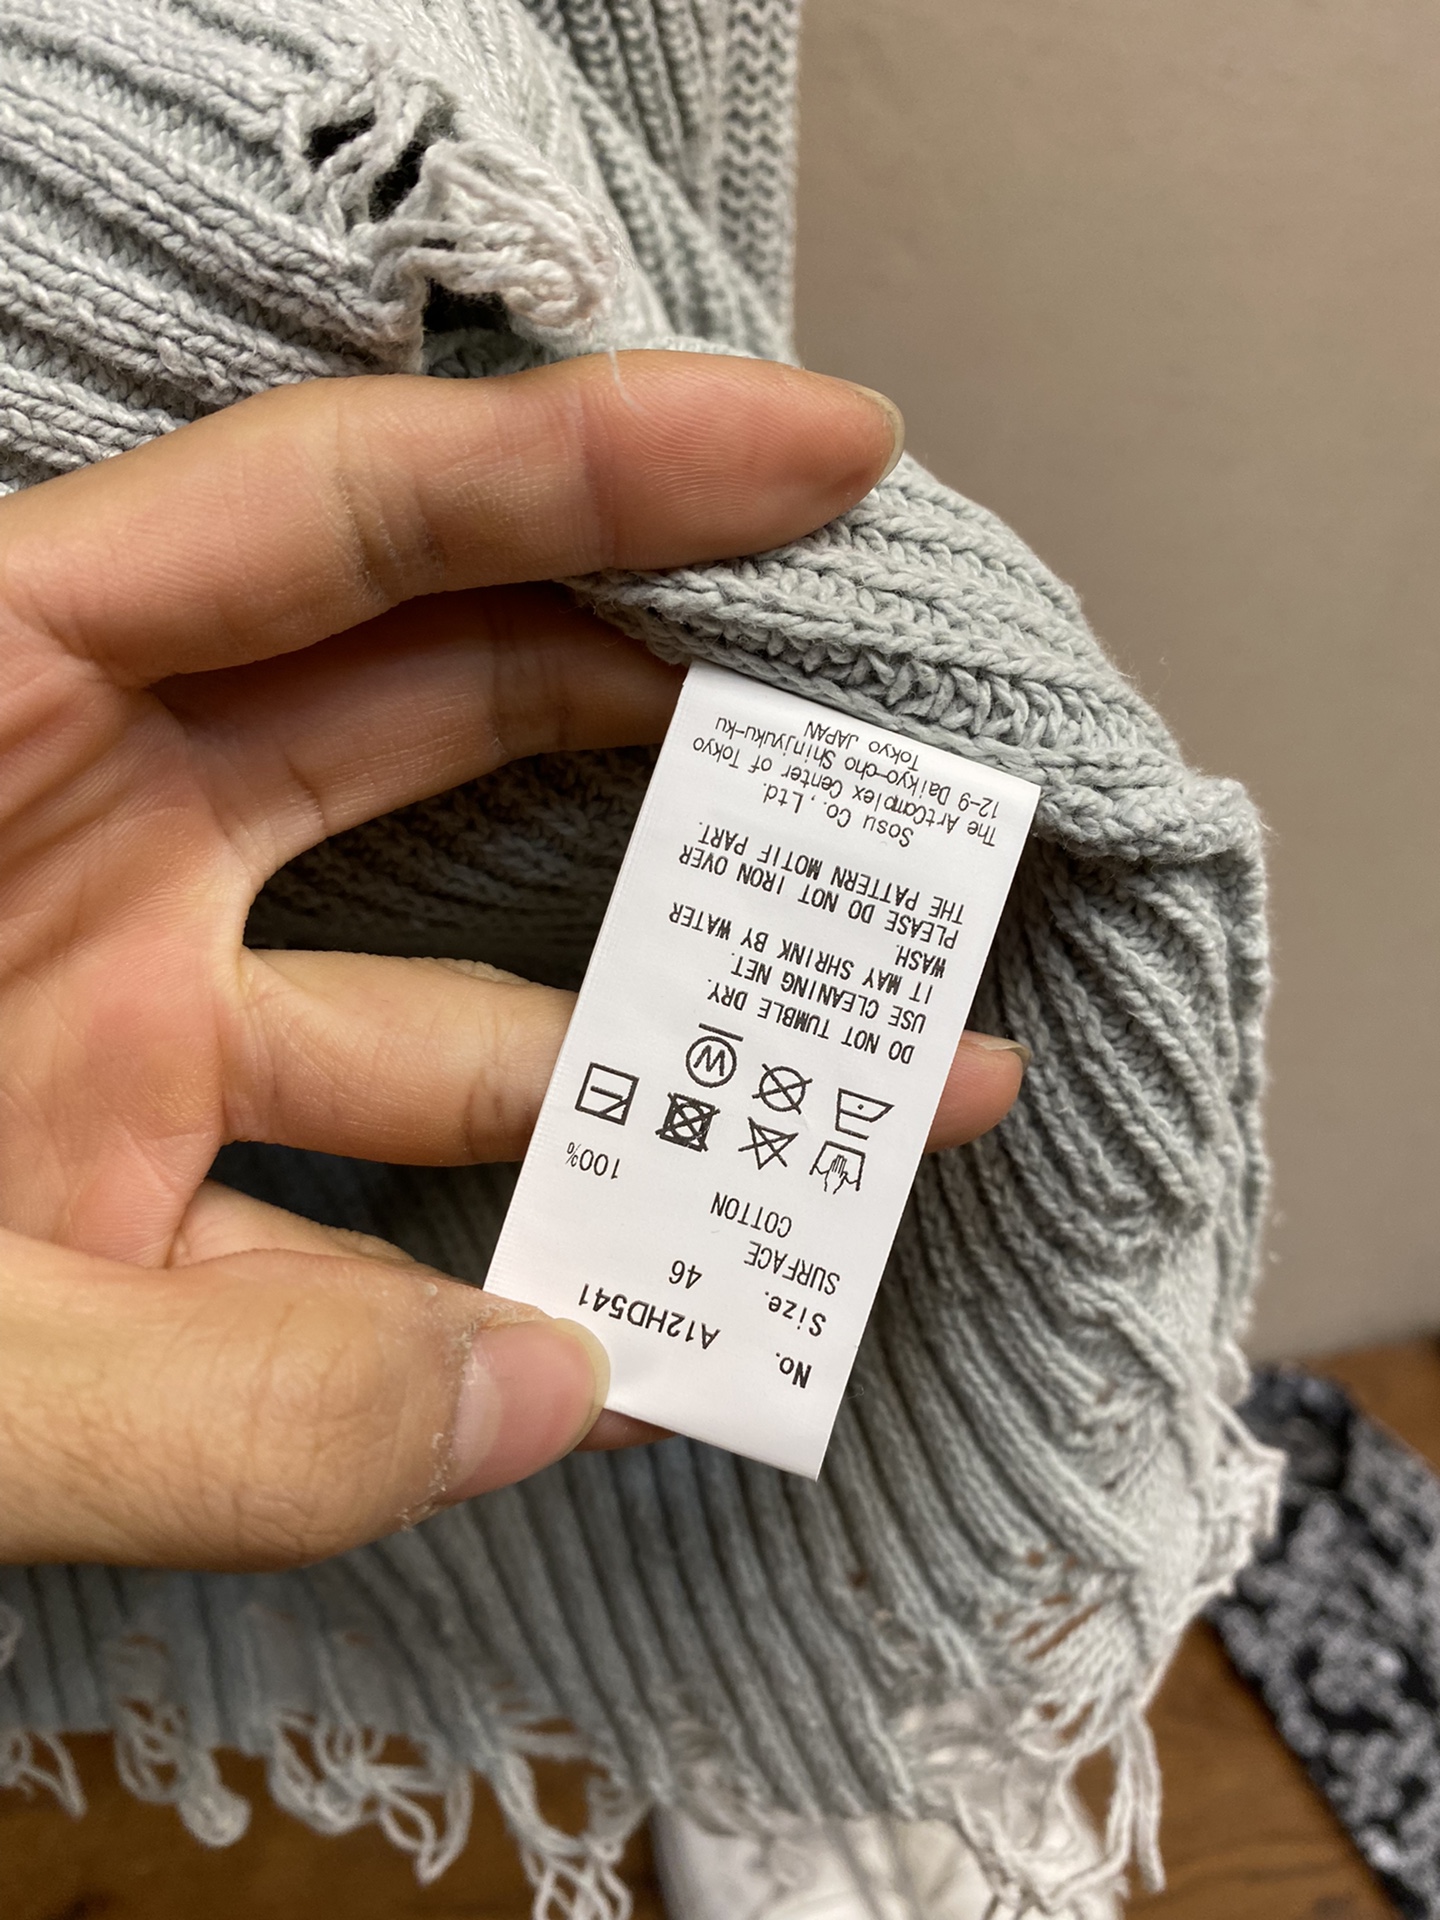 No. A12HD541
Size. 46
SURFACE
COTTON 100%
W
DO NOT TUMBLE DRY.
USE CLEANING NET.
IT MAY SHRINK BY WATER
WASH.
PLEASE DO NOT IRON OVER
THE PATTERN MOTIF PART.
Sosu Co., Ltd.
The ArtComplex Center of Tokyo
12-9 Daikyo-cho Shinjyuku-ku
Tokyo JAPAN